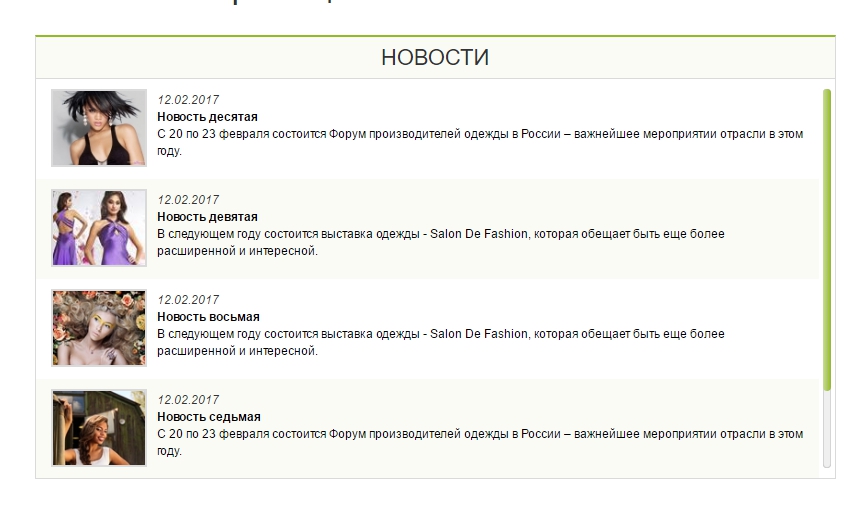 НОВОСТИ
12.02.2017
Новость десятая
С 20 по 23 февраля состоится Форум производителей одежды в России – важнейшее мероприятии отрасли в этом
году.
12.02.2017
Новость девятая
В следующем году состоится выставка одежды - Salon De Fashion, которая обещает быть еще более
расширенной и интересной.
12.02.2017
Новость восьмая
В следующем году состоится выставка одежды - Salon De Fashion, которая обещает быть еще более
расширенной и интересной.
12.02.2017
Новость седьмая
С 20 по 23 февраля состоится Форум производителей одежды в России – важнейшее мероприятии отрасли в этом
году.